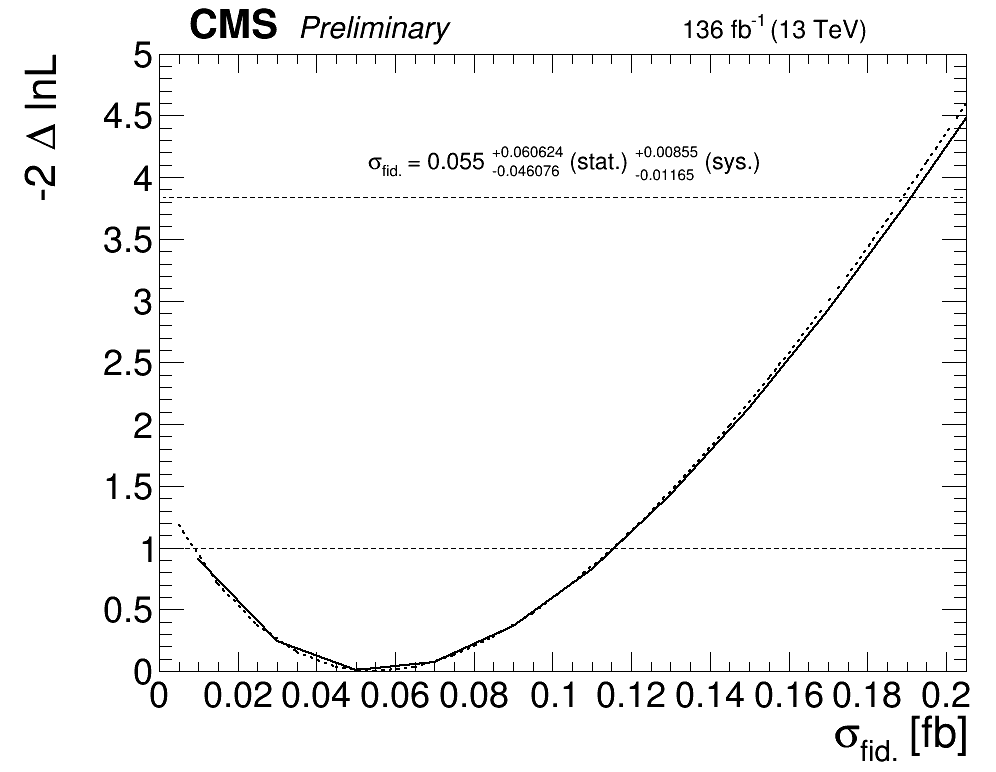 CMS Preliminary 136 fb-1 (13 TeV)
-2 Δ lnL
5
4.5
4
3.5
3
2.5
2
1.5
1
0.5
0
σfid. = 0.055 +0.060624 -0.046076 (stat.) +0.00855 -0.01165 (sys.)
0 0.02 0.04 0.06 0.08 0.1 0.12 0.14 0.16 0.18 0.2
σfid. [fb]